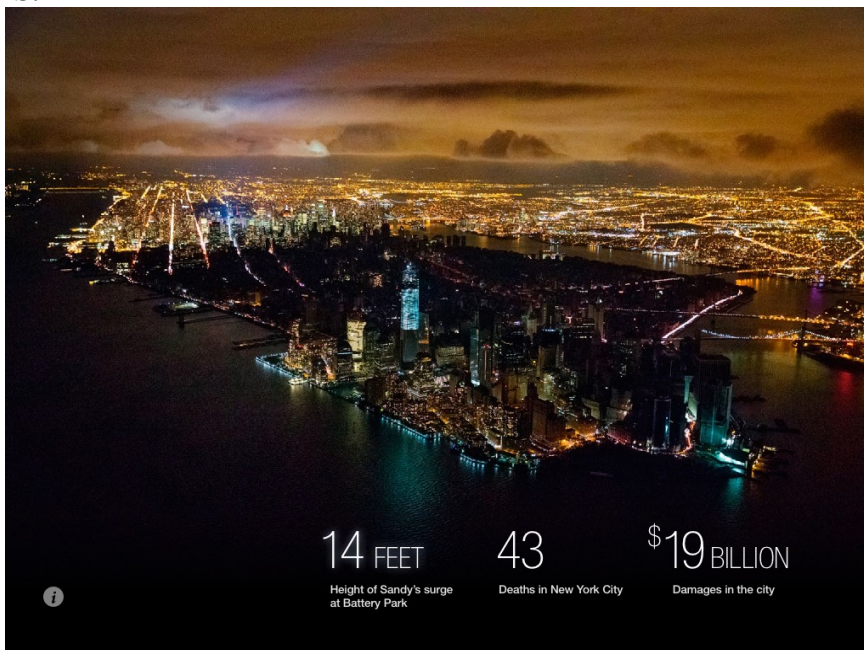 14 FEET
Height of Sandy's surge
at Battery Park
43
Deaths in New York City
$19 BILLION
Damages in the city
i